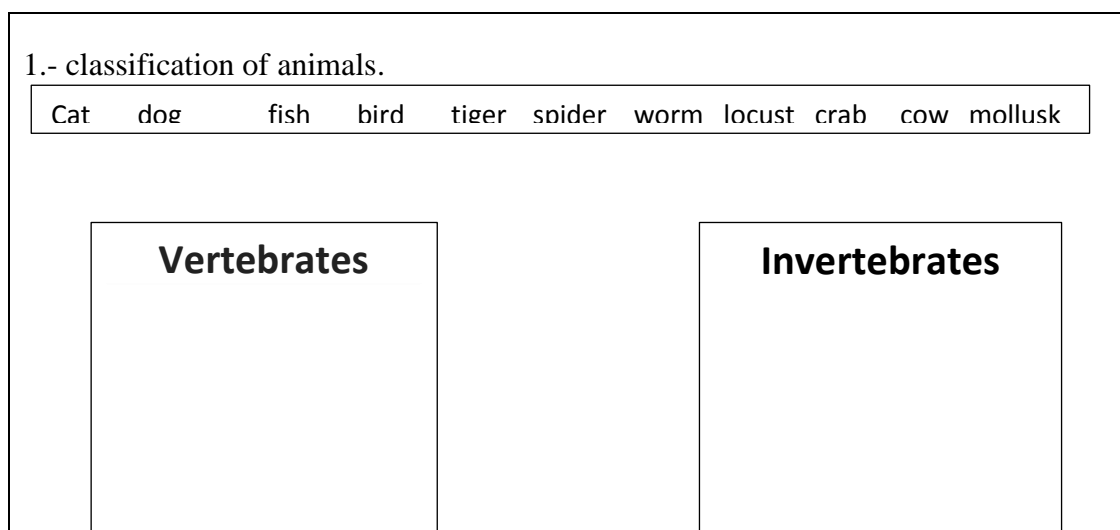 1.- classification of animals.
Cat dog fish bird tiger spider worm locust crab cow mollusk
Vertebrates Invertebrates